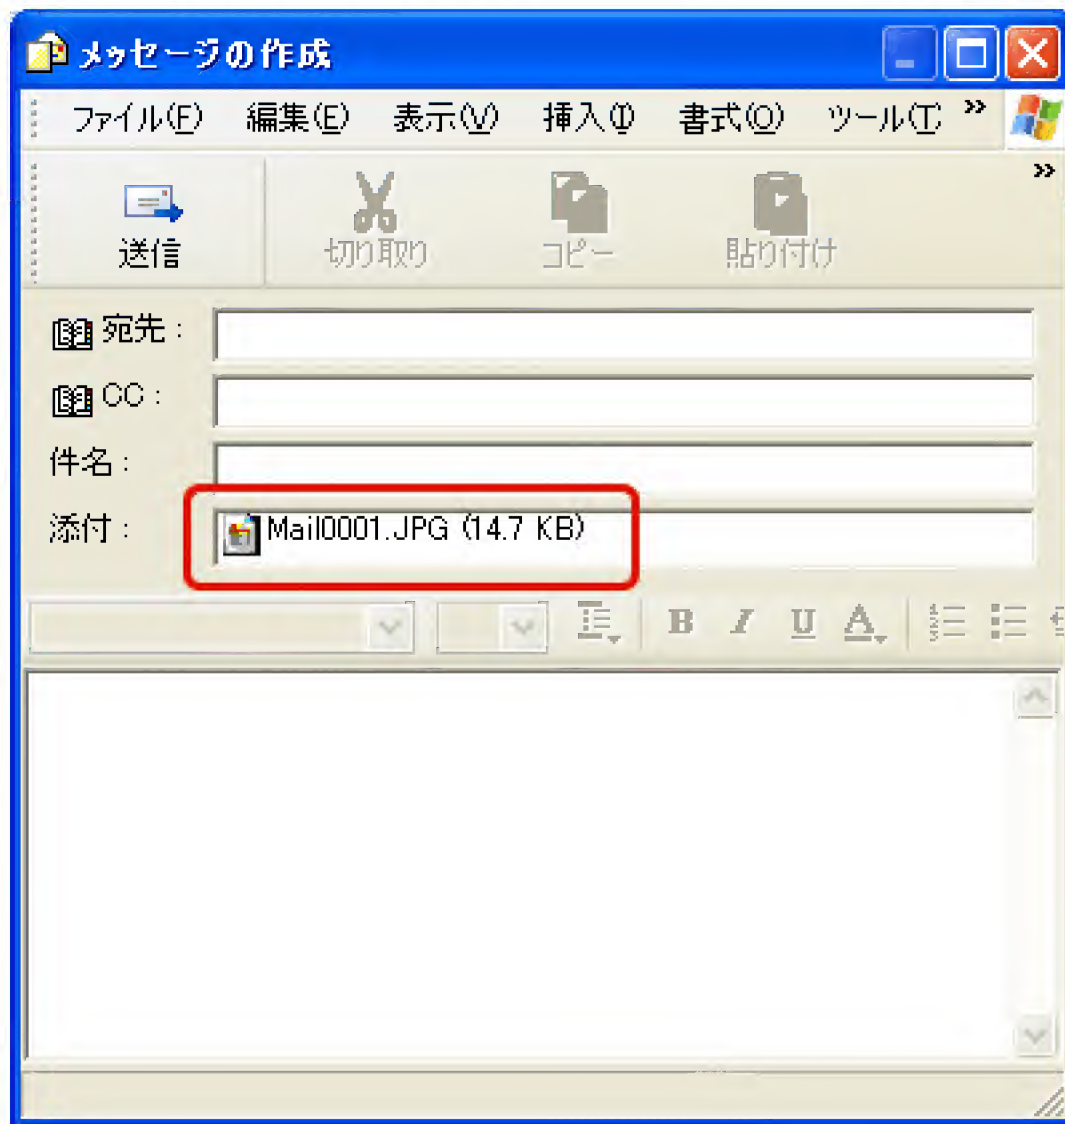 メッセージの作成
ファイル(F) 編集(E) 表示(V) 挿入(I) 書式(O) ツール(T) »
送信 切り取り コピー 貼り付け »
宛先:
CC:
件名:
添付: Mail0001.JPG (14.7 KB)
B I U A